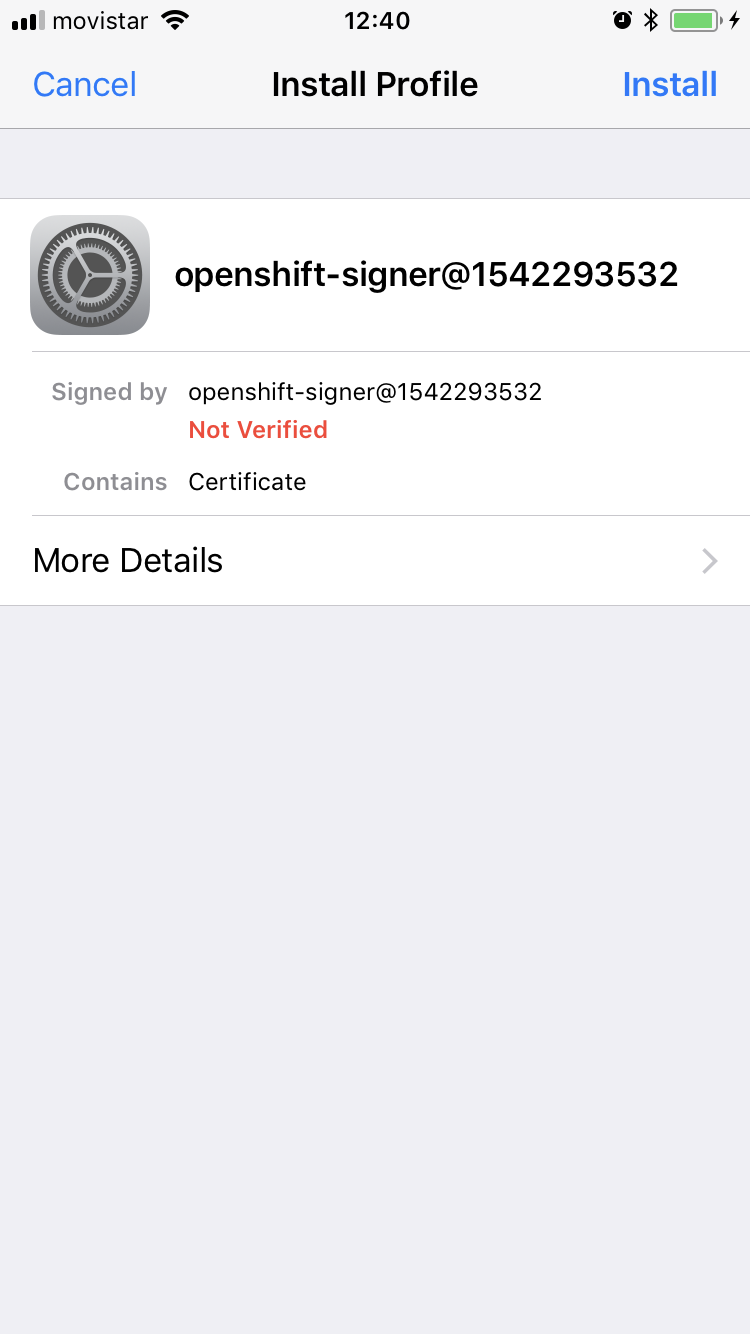 movistar 12:40
Cancel Install Profile Install
openshift-signer@1542293532
Signed by openshift-signer@1542293532
Not Verified
Contains Certificate
More Details